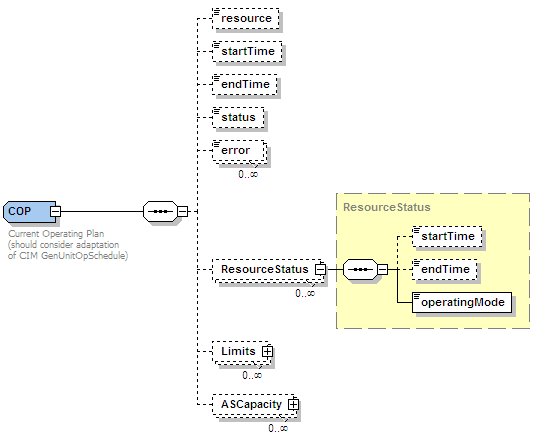 resource
startTime
endTime
status
error
0..∞
COP
Current Operating Plan
(should consider adaptation
of CIM GenUnitOpSchedule)
ResourceStatus
0..∞
ResourceStatus
startTime
endTime
operatingMode
Limits
0..∞
ASCapacity
0..∞